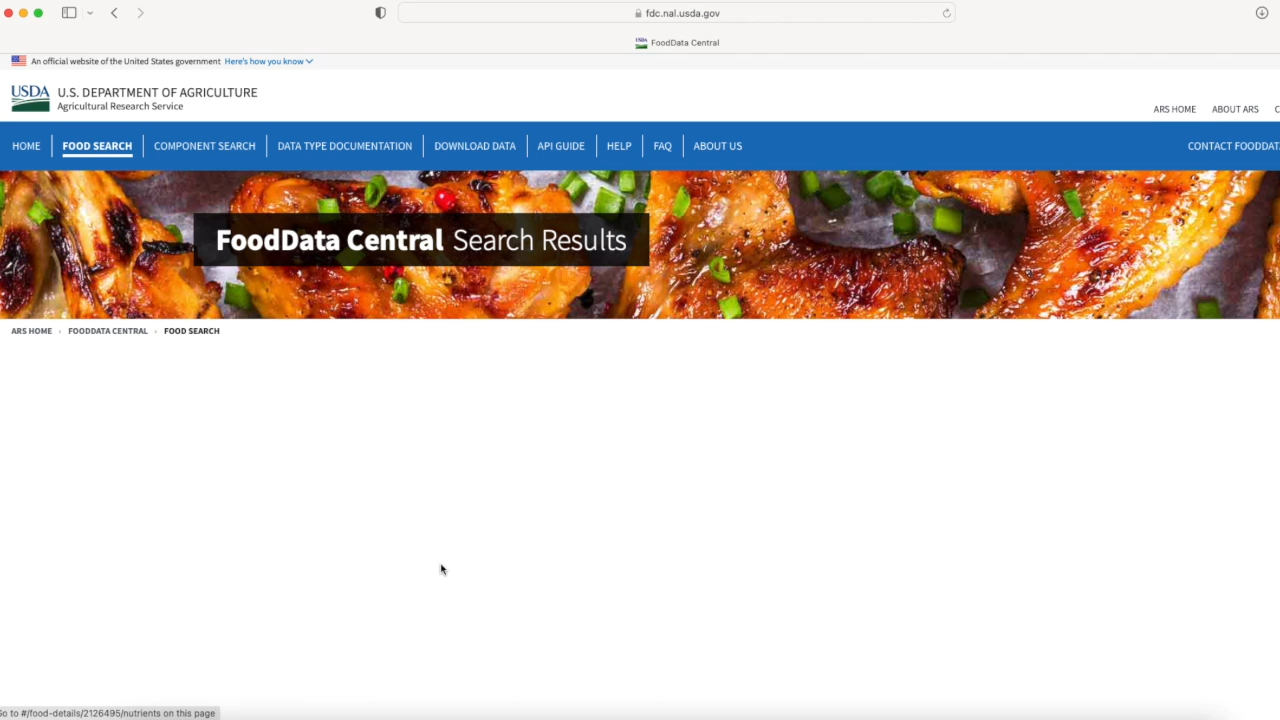 fdc.nal.usda.gov
USDA FoodData Central
An official website of the United States government Here's how you know
USDA U.S. DEPARTMENT OF AGRICULTURE
Agricultural Research Service
ARS HOME ABOUT ARS
HOME FOOD SEARCH COMPONENT SEARCH DATA TYPE DOCUMENTATION DOWNLOAD DATA API GUIDE HELP FAQ ABOUT US CONTACT FOODDATA
FoodData Central Search Results
ARS HOME › FOODDATA CENTRAL › FOOD SEARCH
Go to #/food-details/2126495/nutrients on this page